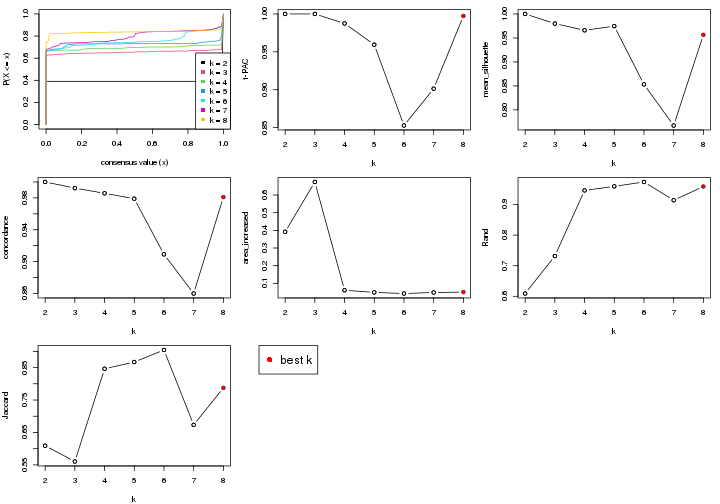 P(X <= x)
0.0 0.2 0.4 0.6 0.8 1.0
k = 2
k = 3
k = 4
k = 5
k = 6
k = 7
k = 8
0.0 0.2 0.4 0.6 0.8 1.0
consensus value (x)
1-PAC
0.85 0.90 0.95 1.00
2 3 4 5 6 7 8
k
mean_silhouette
0.80 0.85 0.90 0.95 1.00
2 3 4 5 6 7 8
k
concordance
0.86 0.90 0.94 0.98
2 3 4 5 6 7 8
k
area_increased
0.1 0.2 0.3 0.4 0.5 0.6
2 3 4 5 6 7 8
k
Rand
0.6 0.7 0.8 0.9
2 3 4 5 6 7 8
k
Jaccard
0.55 0.65 0.75 0.85
2 3 4 5 6 7 8
k
best k